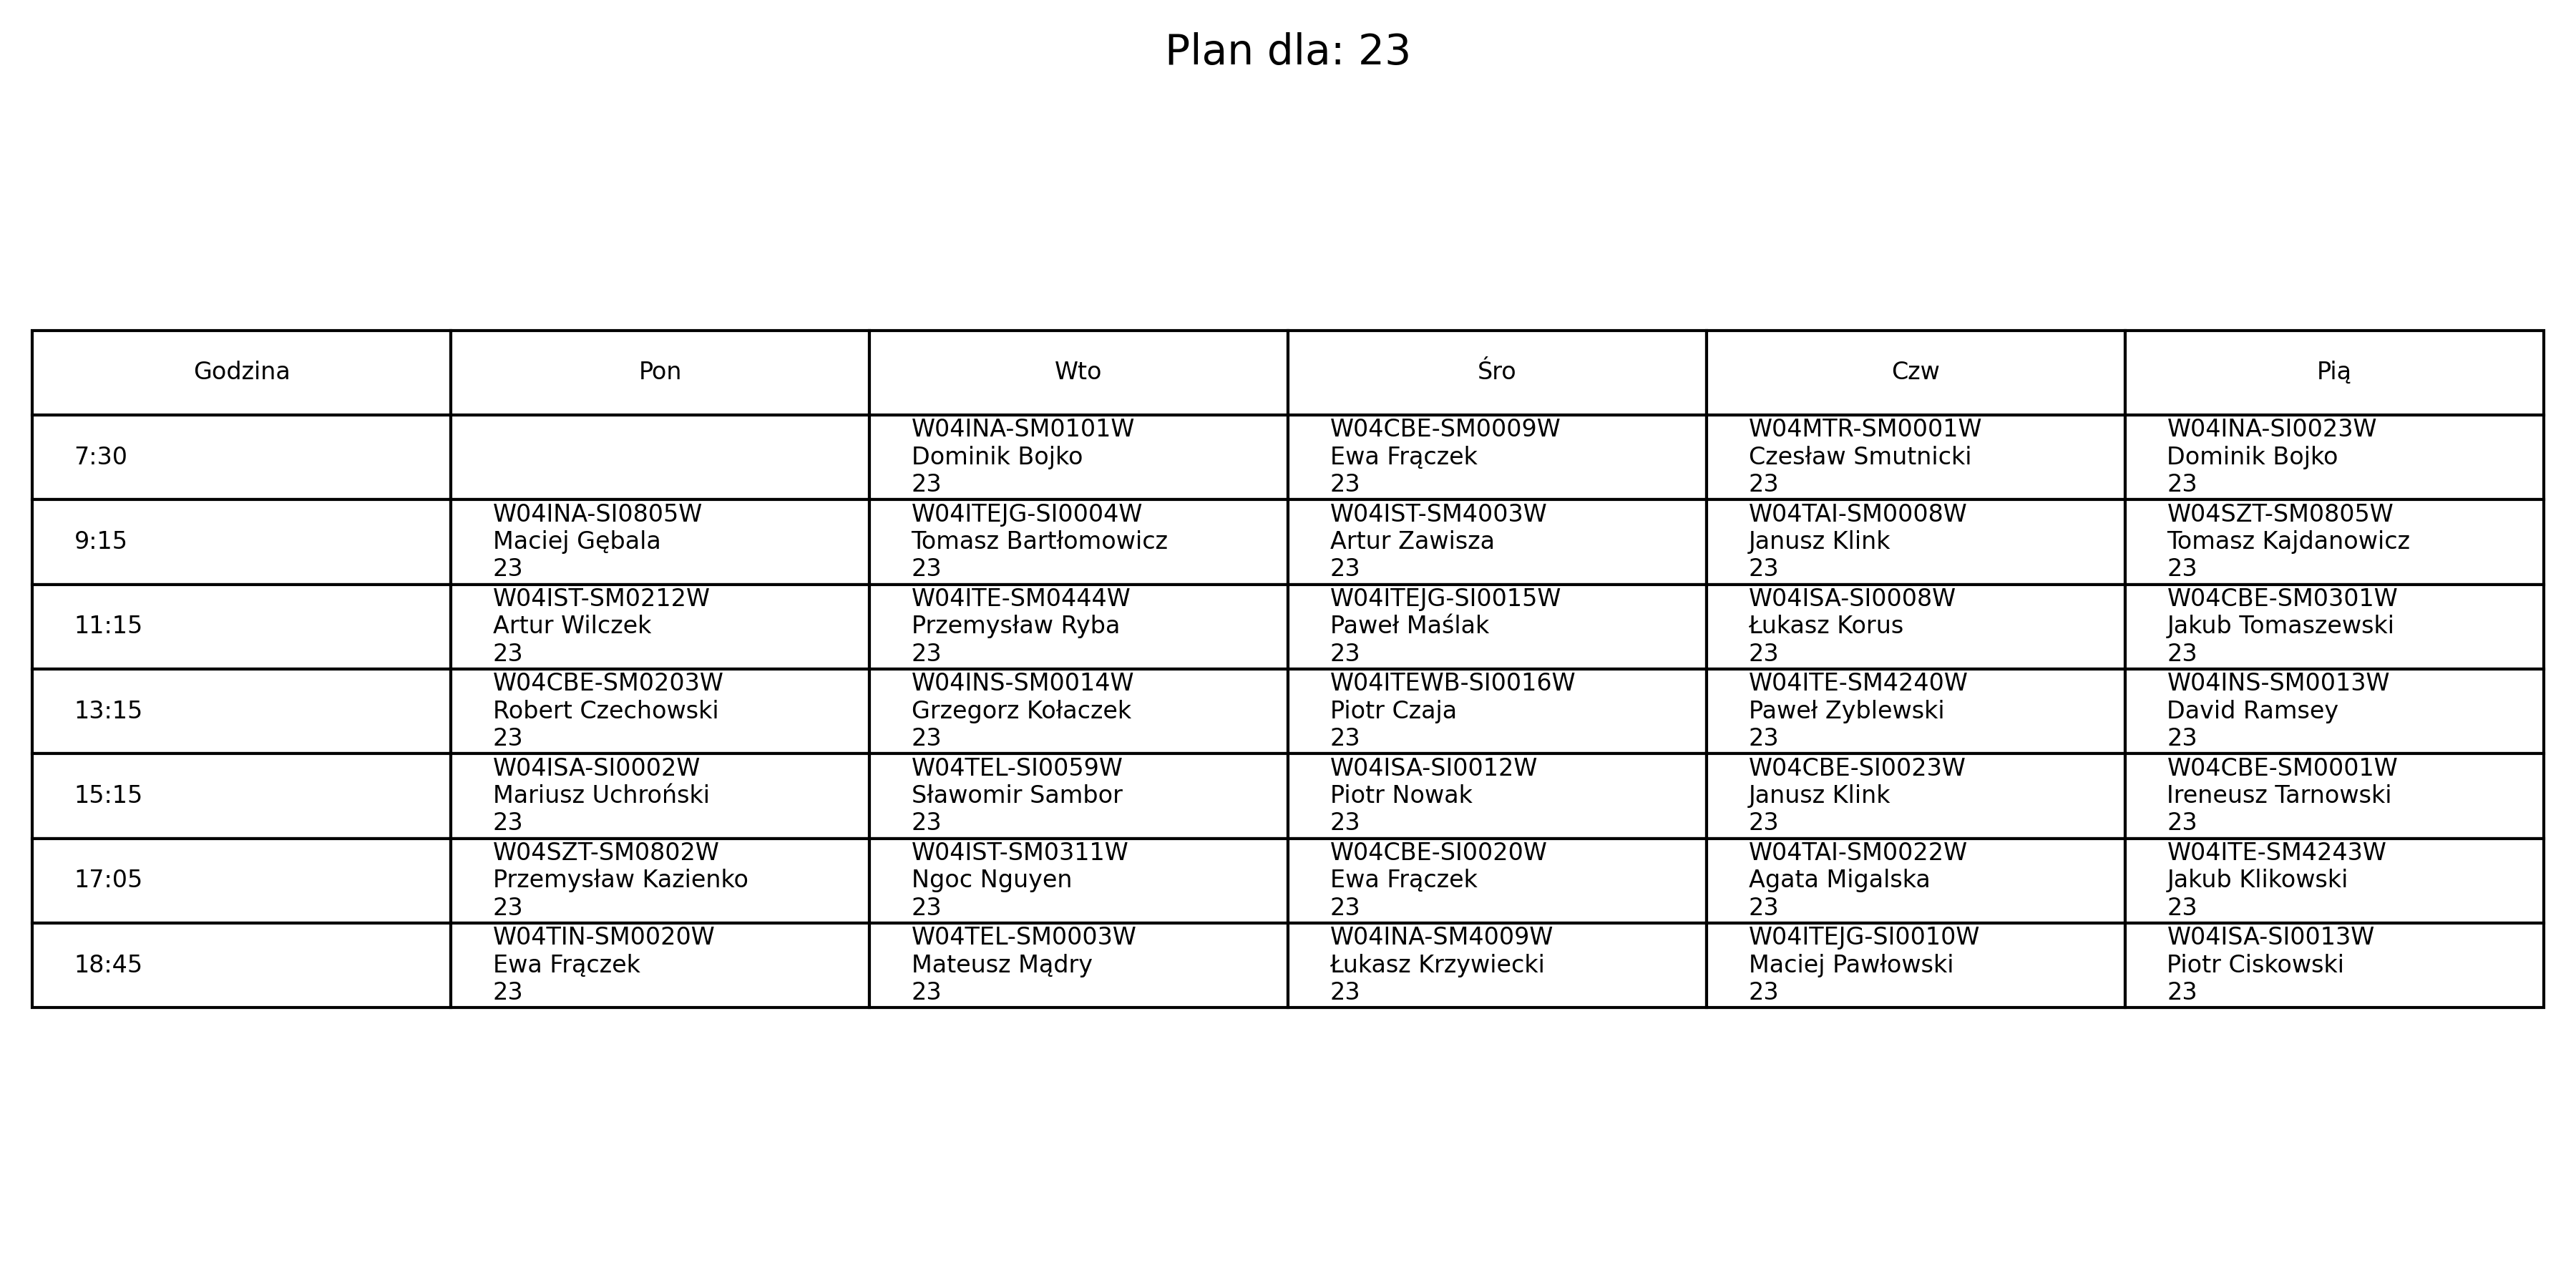 Plan dla: 23
Godzina
Pon
Wto
Śro
Czw
Pią
7:30
W04INA-SM0101W
Dominik Bojko
23
W04CBE-SM0009W
Ewa Frączek
23
W04MTR-SM0001W
Czesław Smutnicki
23
W04INA-SI0023W
Dominik Bojko
23
9:15
W04INA-SI0805W
Maciej Gębala
23
W04ITEJG-SI0004W
Tomasz Bartłomowicz
23
W04IST-SM4003W
Artur Zawisza
23
W04TAI-SM0008W
Janusz Klink
23
W04SZT-SM0805W
Tomasz Kajdanowicz
23
11:15
W04IST-SM0212W
Artur Wilczek
23
W04ITE-SM0444W
Przemysław Ryba
23
W04ITEJG-SI0015W
Paweł Maślak
23
W04ISA-SI0008W
Łukasz Korus
23
W04CBE-SM0301W
Jakub Tomaszewski
23
13:15
W04CBE-SM0203W
Robert Czechowski
23
W04INS-SM0014W
Grzegorz Kołaczek
23
W04ITEWB-SI0016W
Piotr Czaja
23
W04ITE-SM4240W
Paweł Zyblewski
23
W04INS-SM0013W
David Ramsey
23
15:15
W04ISA-SI0002W
Mariusz Uchroński
23
W04TEL-SI0059W
Sławomir Sambor
23
W04ISA-SI0012W
Piotr Nowak
23
W04CBE-SI0023W
Janusz Klink
23
W04CBE-SM0001W
Ireneusz Tarnowski
23
17:05
W04SZT-SM0802W
Przemysław Kazienko
23
W04IST-SM0311W
Ngoc Nguyen
23
W04CBE-SI0020W
Ewa Frączek
23
W04TAI-SM0022W
Agata Migalska
23
W04ITE-SM4243W
Jakub Klikowski
23
18:45
W04TIN-SM0020W
Ewa Frączek
23
W04TEL-SM0003W
Mateusz Mądry
23
W04INA-SM4009W
Łukasz Krzywiecki
23
W04ITEJG-SI0010W
Maciej Pawłowski
23
W04ISA-SI0013W
Piotr Ciskowski
23